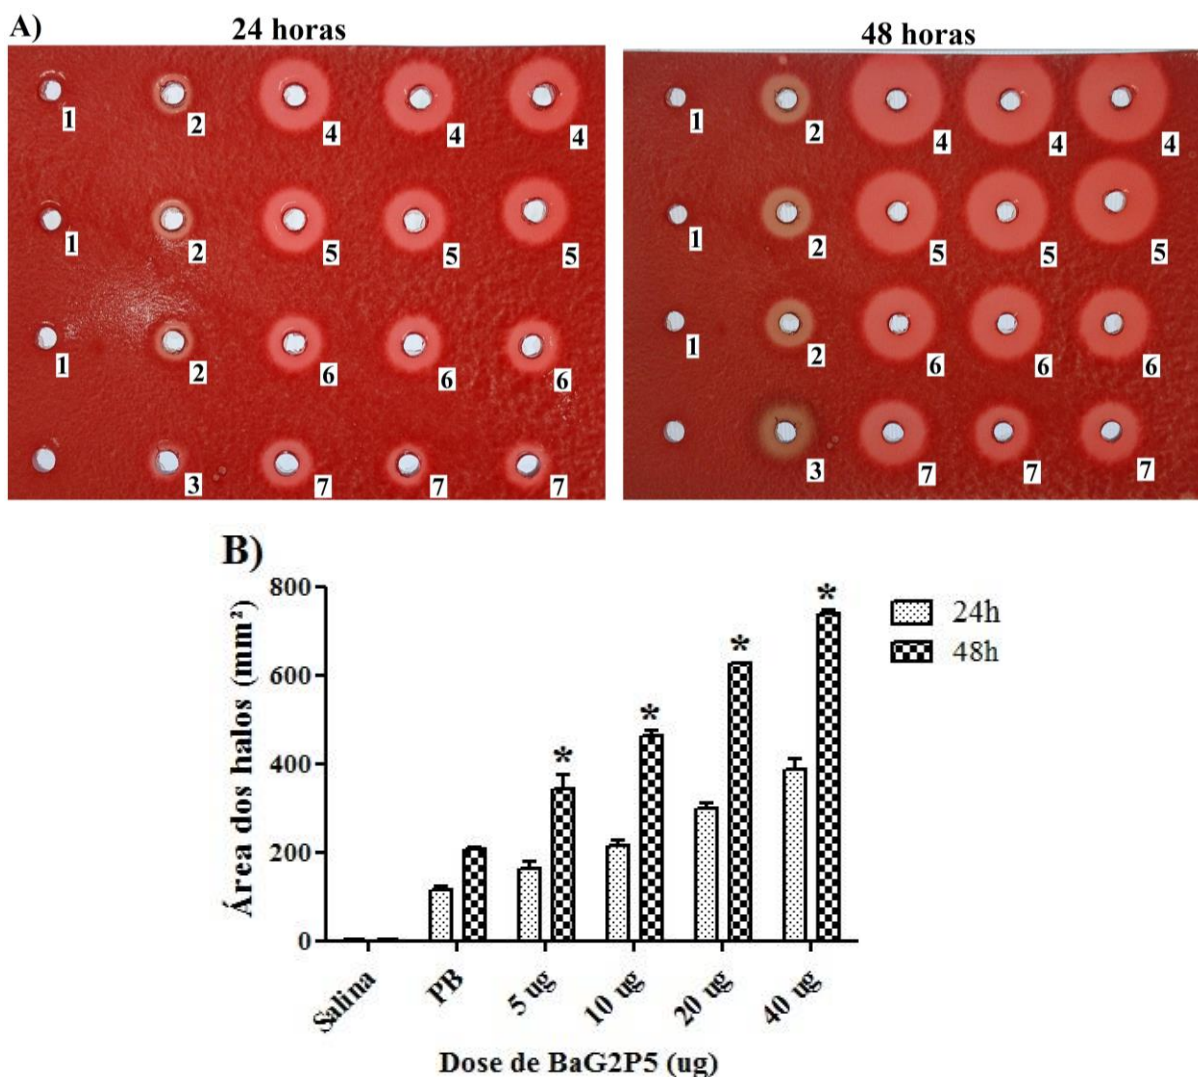 A)
24 horas
48 horas
1 2 4 4 4
1 2 5 5 5
1 2 6 6 6
3 7 7 7
1 2 4 4 4
1 2 5 5 5
1 2 6 6 6
3 7 7 7
B)
Área dos halos (mm²)
800
600
400
200
0
* * * *
24h
48h
Salina
PB
5 ug
10 ug
20 ug
40 ug
Dose de BaG2P5 (ug)